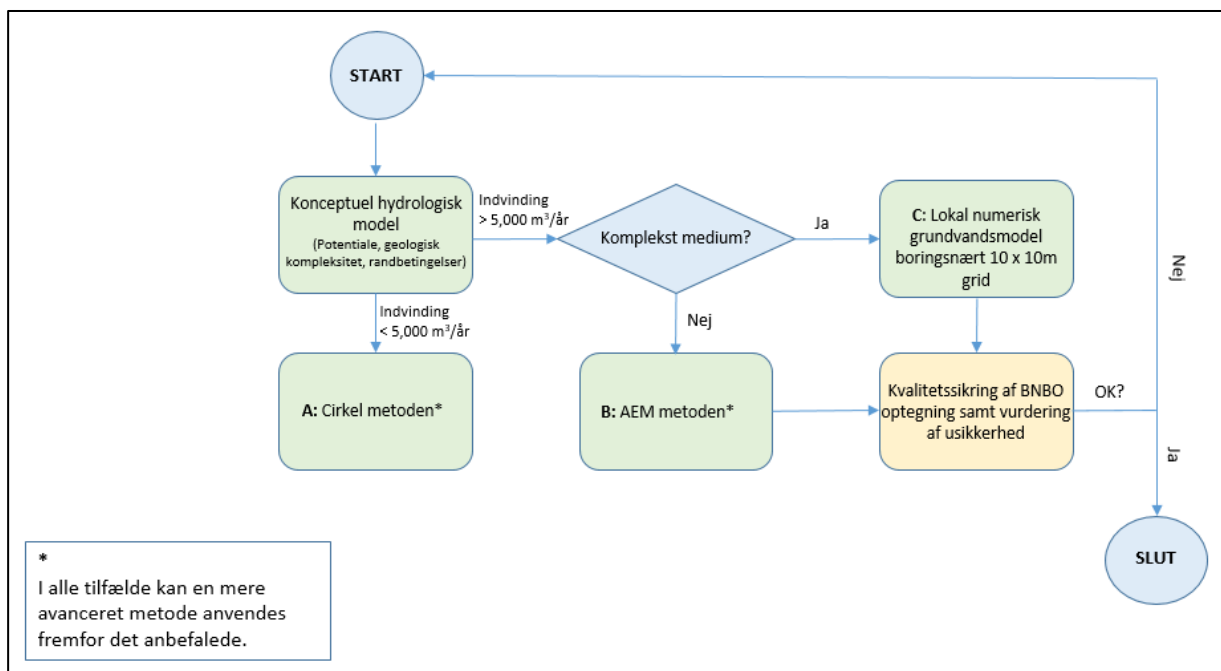 START
Konceptuel hydrologisk
model
(Potentiale, geologisk
kompleksitet, randbetingelser)
Indvinding
> 5,000 m³/år
Komplekst medium?
Ja
C: Lokal numerisk
grundvandsmodel
boringsnært 10 x 10m
grid
Nej
Indvinding
< 5,000 m³/år
Nej
A: Cirkel metoden*
B: AEM metoden*
Kvalitetssikring af BNBO
optegning samt vurdering
af usikkerhed
OK?
Ja
SLUT
*
I alle tilfælde kan en mere
avanceret metode anvendes
fremfor det anbefalede.